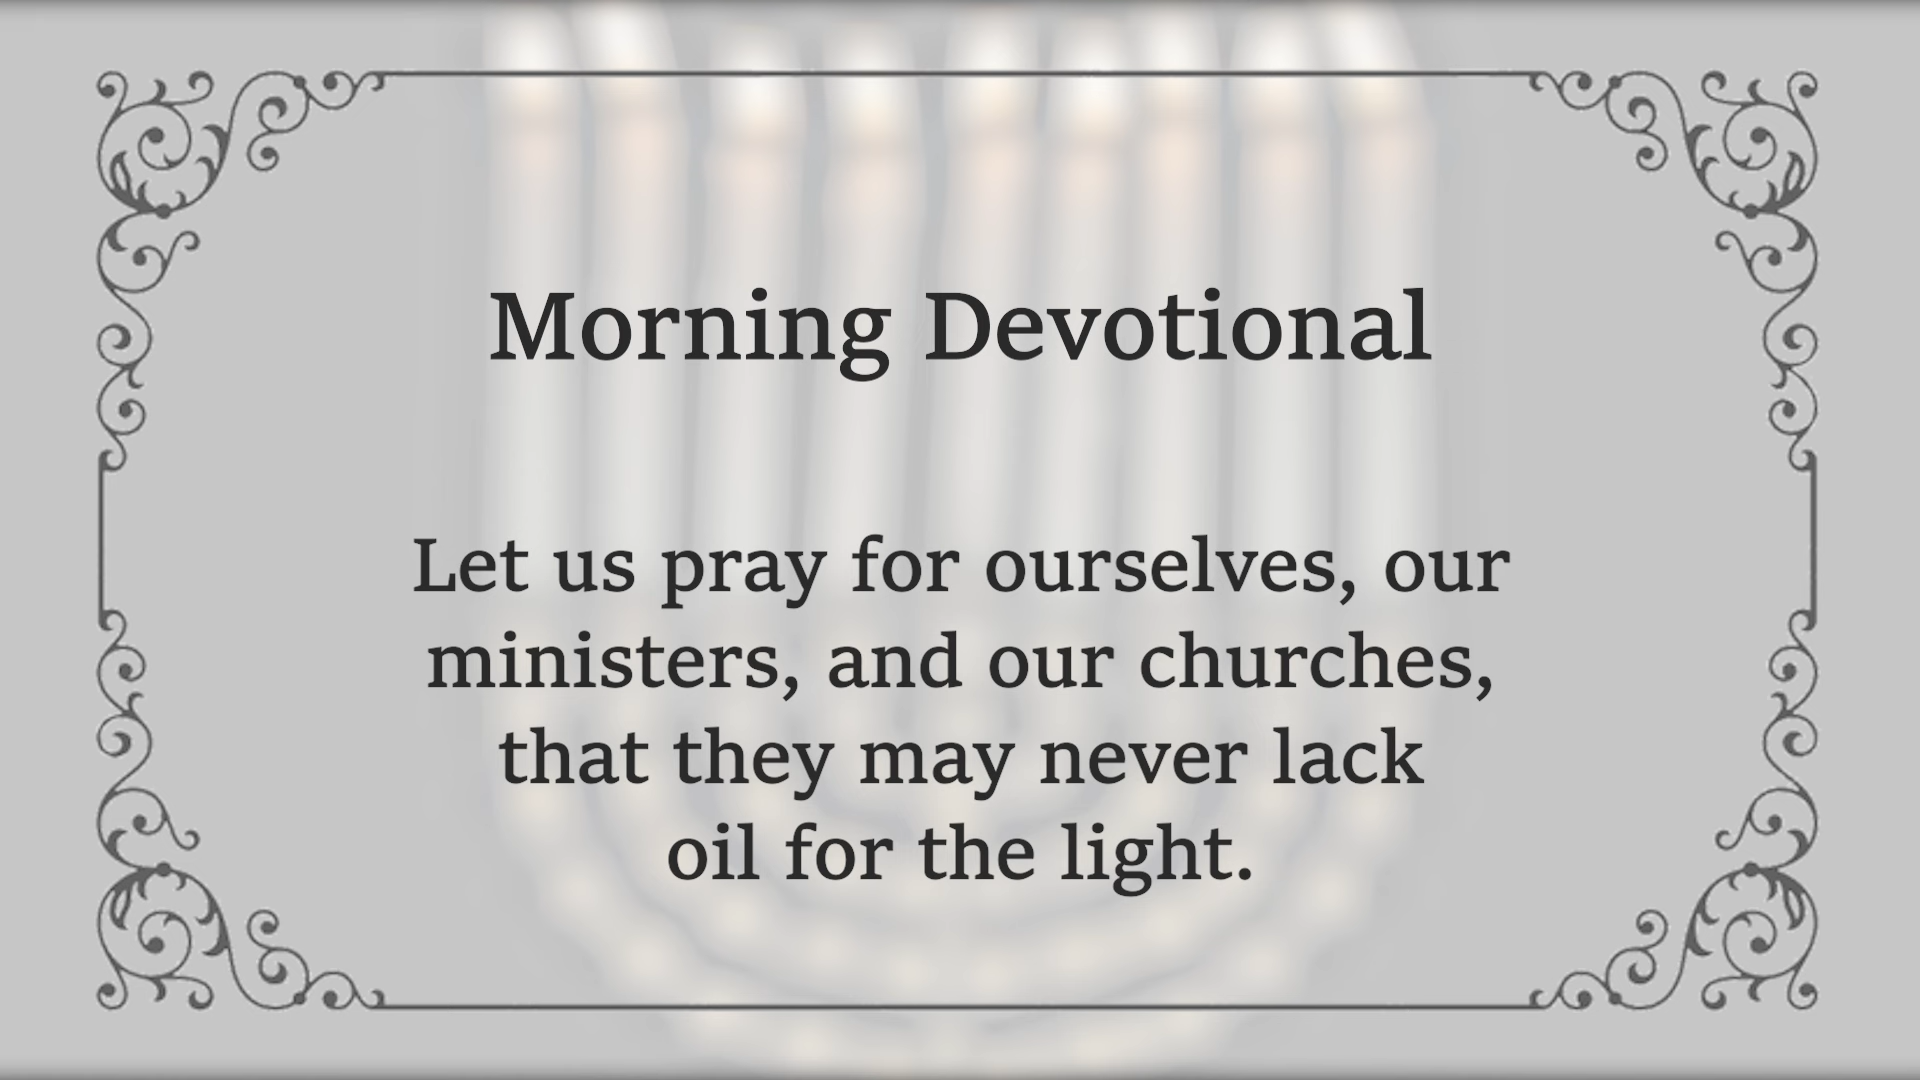 Morning Devotional
Let us pray for ourselves, our
ministers, and our churches,
that they may never lack
oil for the light.